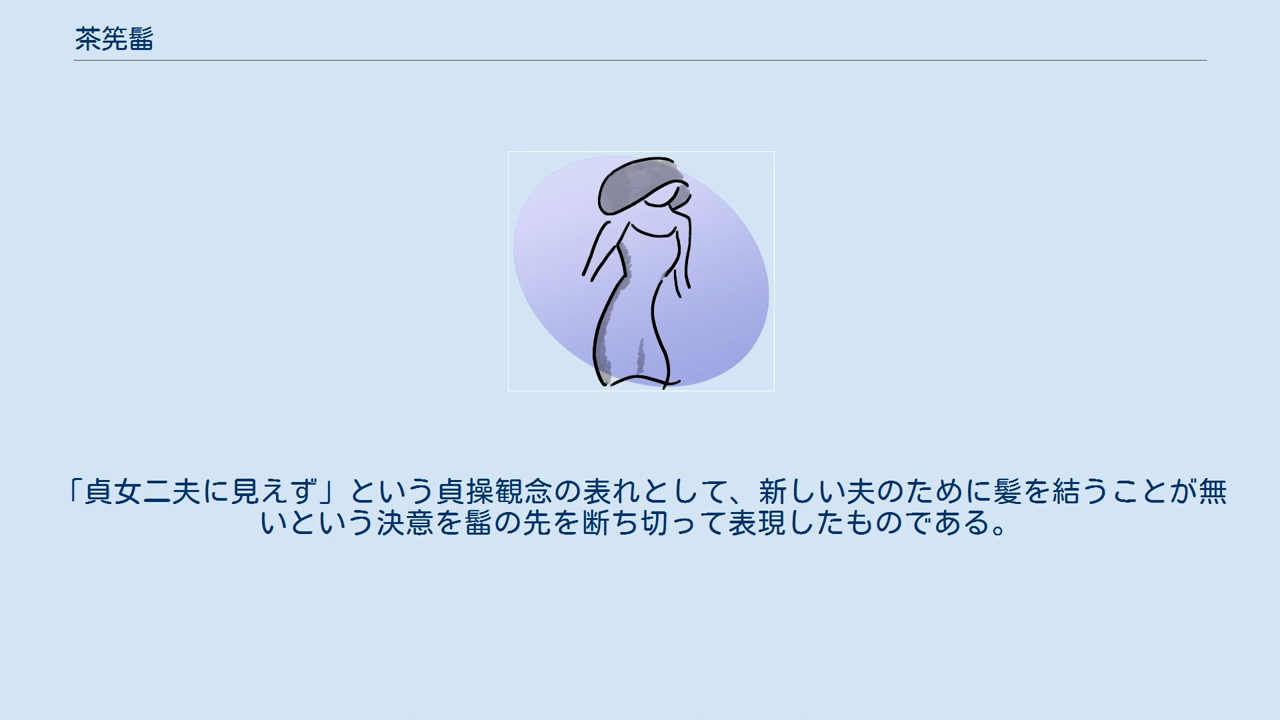 茶筅髷
「貞女二夫に見えず」という貞操観念の表れとして、新しい夫のために髪を結うことが無
いという決意を髷の先を断ち切って表現したものである。